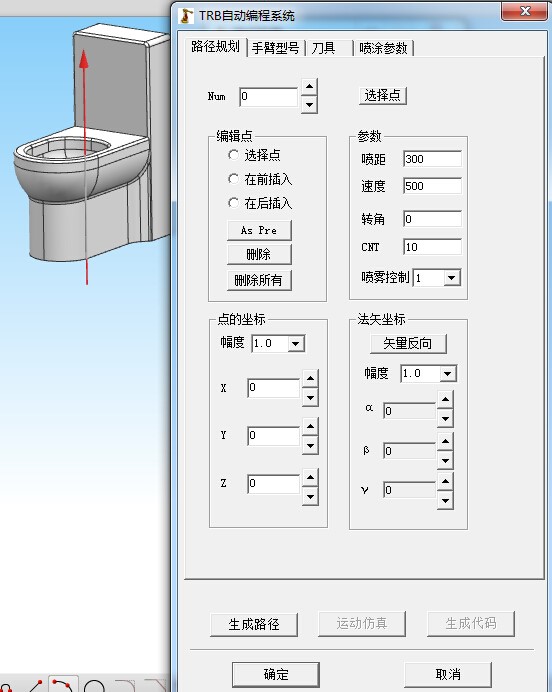 TRB自动编程系统
路径规划 手臂型号 刀具 喷涂参数
Num 0 选择点
编辑点
选择点
在前插入
在后插入
As Pre
删除
删除所有
参数
喷距 300
速度 500
转角 0
CNT 10
喷雾控制 1
点的坐标
幅度 1.0
X 0
Y 0
Z 0
法矢坐标
矢量反向
幅度 1.0
α 0
β 0
γ 0
生成路径 运动仿真 生成代码
确定 取消